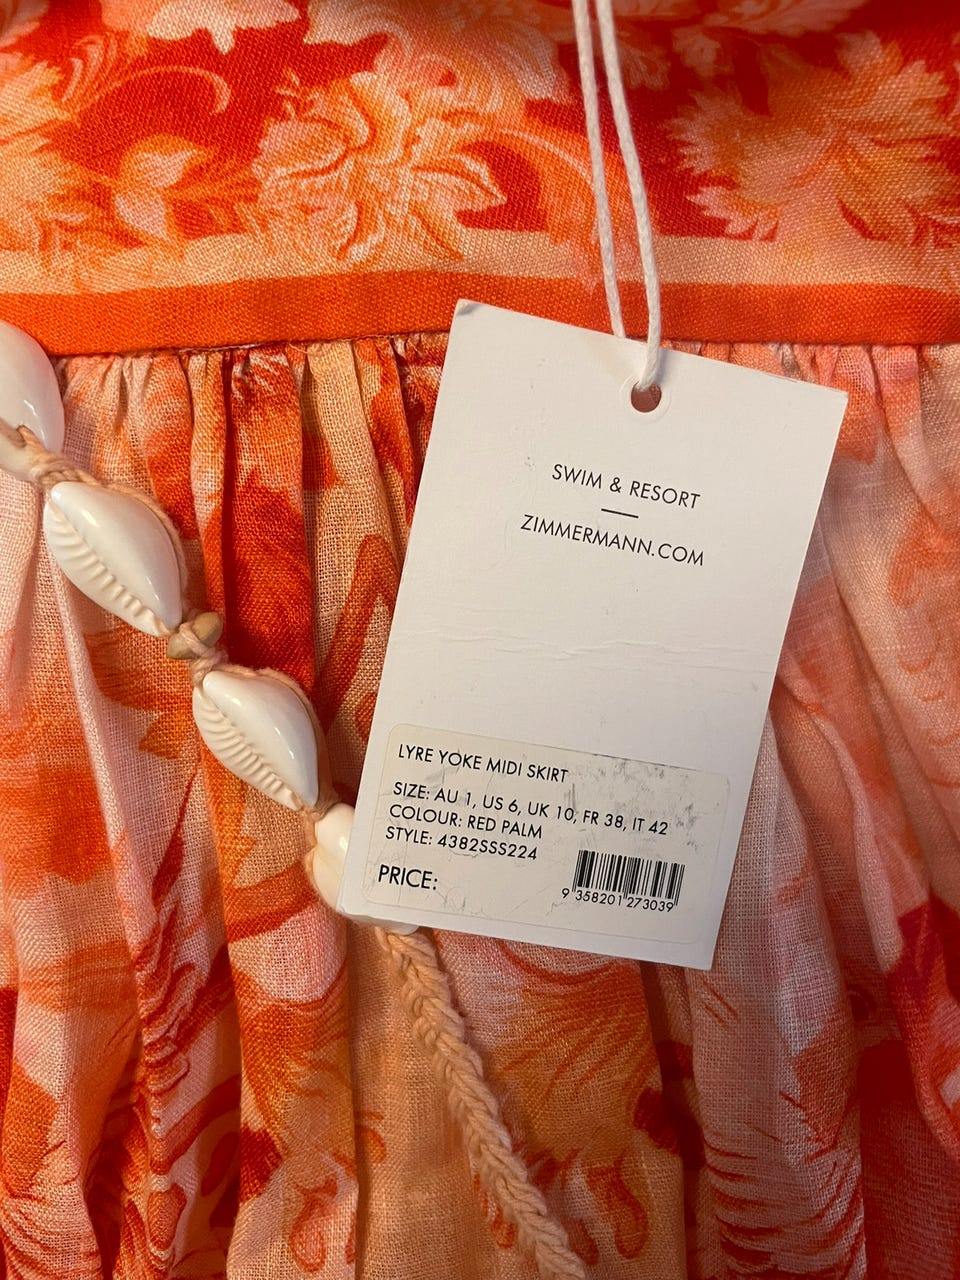 SWIM & RESORT
ZIMMERMANN.COM
LYRE YOKE MIDI SKIRT
SIZE: AU 1, US 6, UK 10, FR 38, IT 42
COLOUR: RED PALM
STYLE: 4382SSS224
PRICE:
9 358201 273039